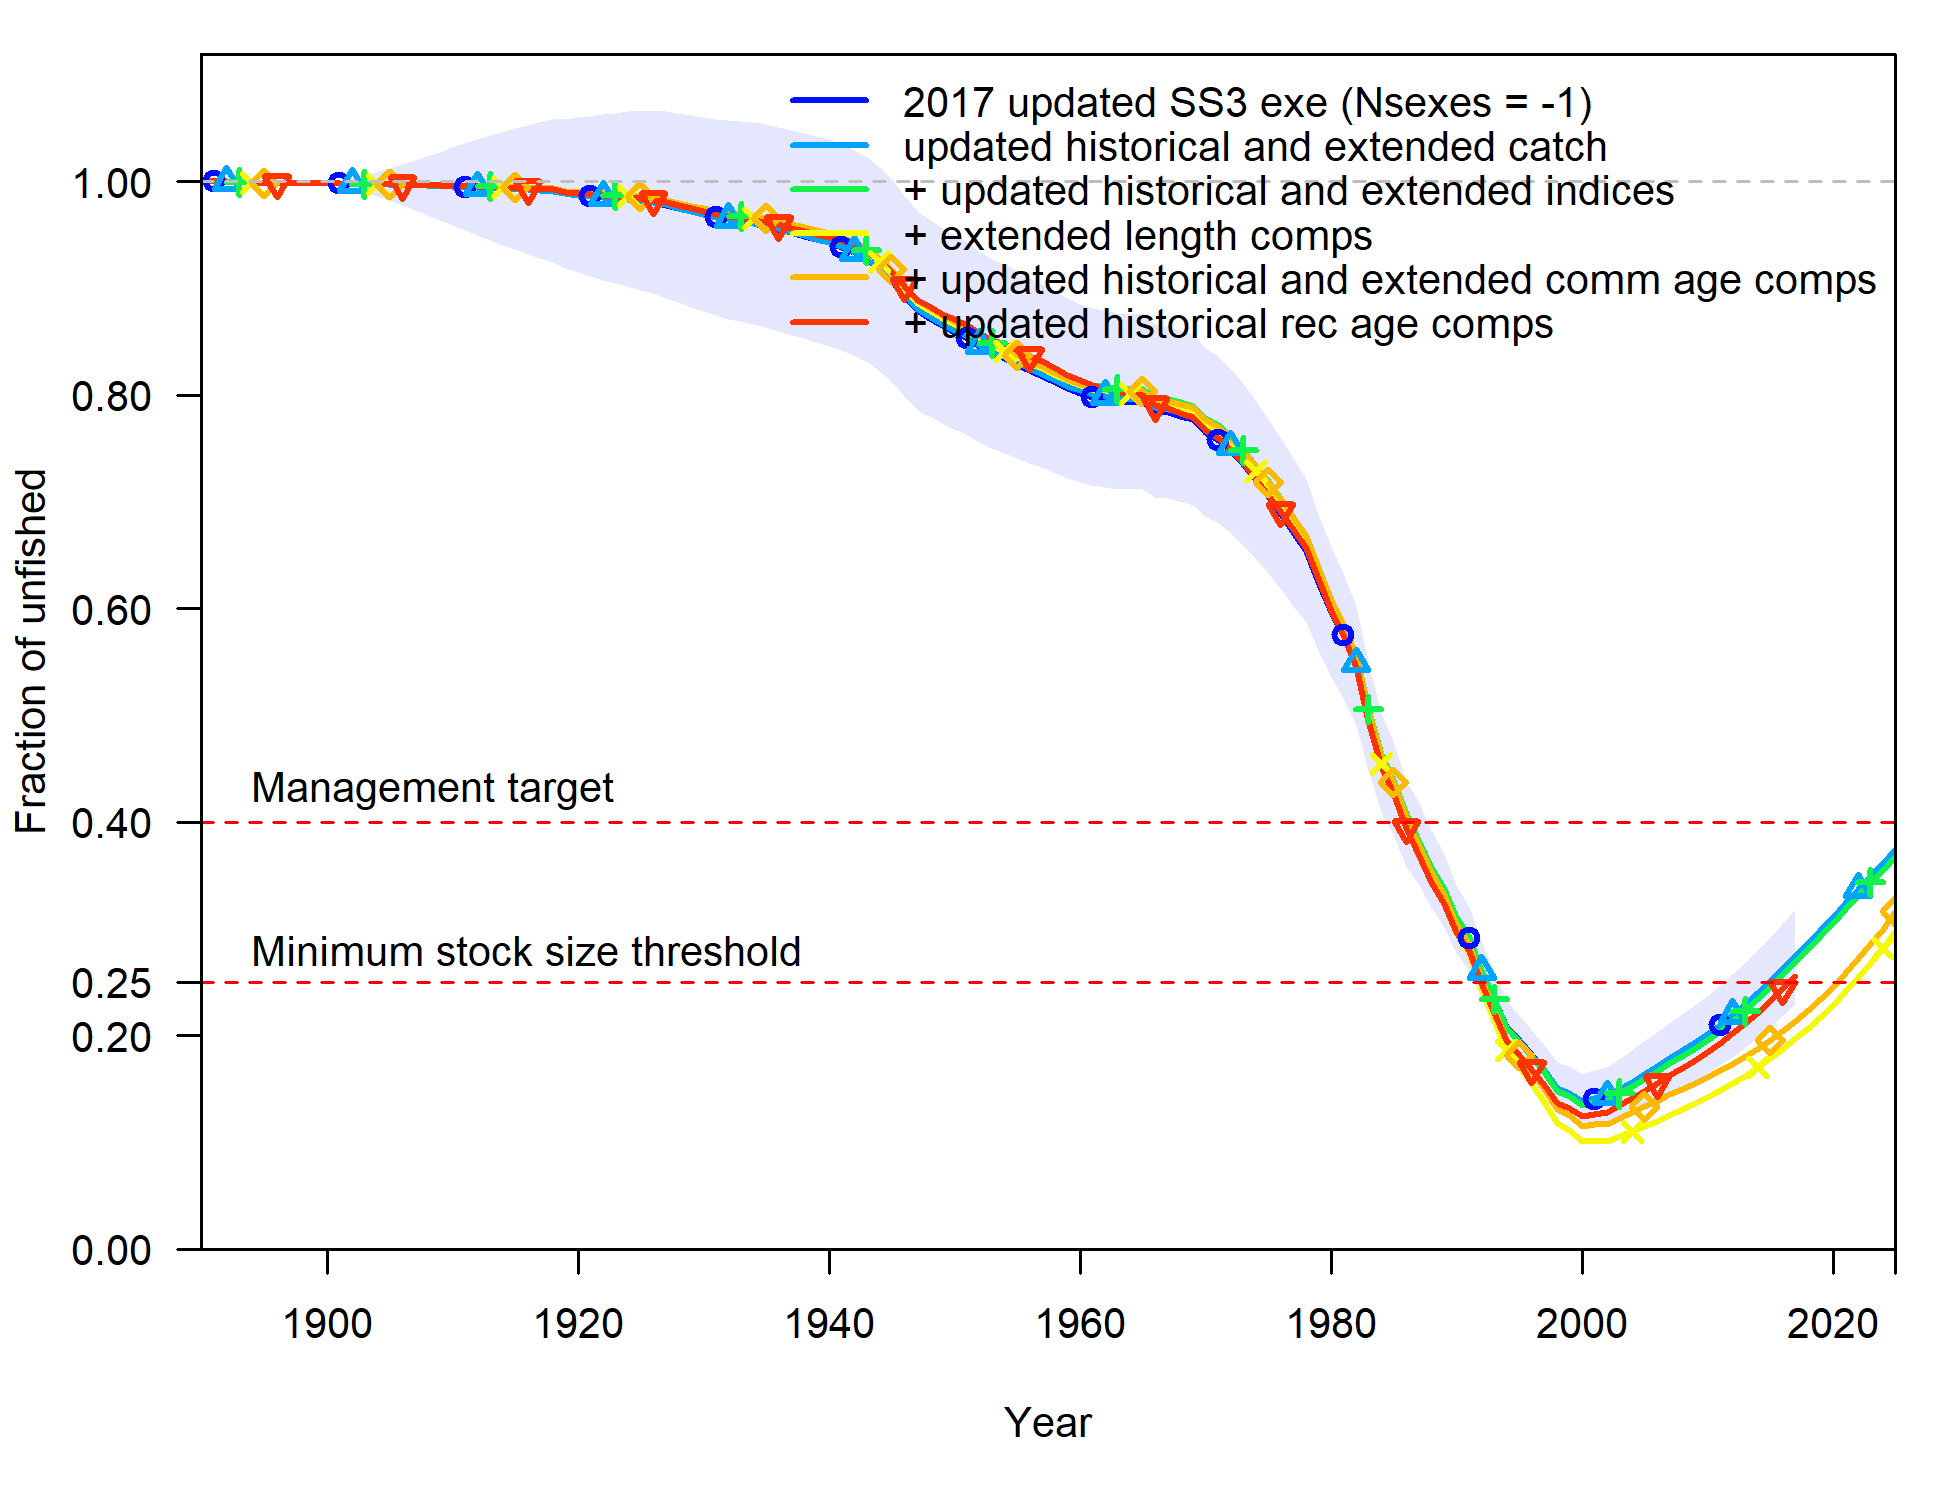 2017 updated SS3 exe (Nsexes = -1)
updated historical and extended catch
+ updated historical and extended indices
+ extended length comps
+ updated historical and extended comm age comps
+ updated historical rec age comps
1.00
0.80
0.60
0.40
0.25
0.20
0.00
Fraction of unfished
Management target
Minimum stock size threshold
1900 1920 1940 1960 1980 2000 2020
Year